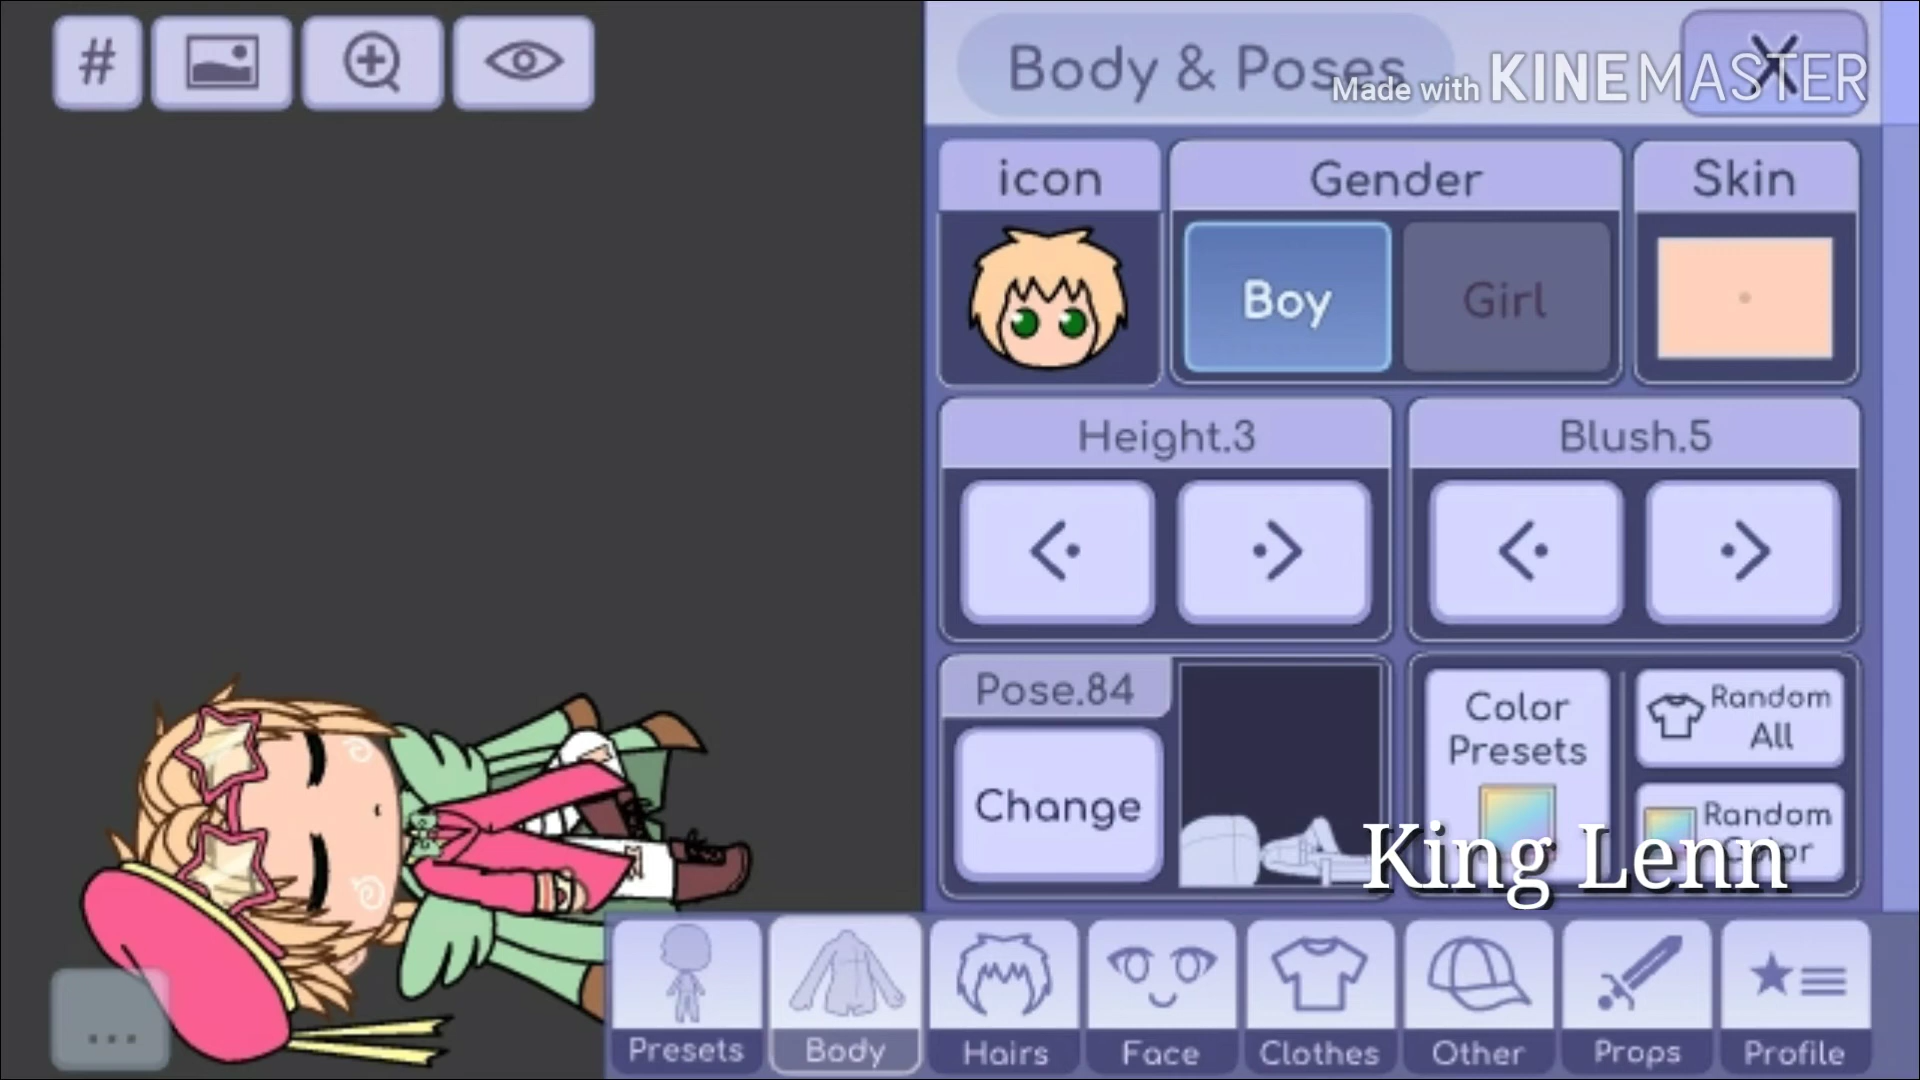 #
Body & Poses
X
Made with KINEMASTER
icon
Gender
Skin
Boy
Girl
Height.3
Blush.5
Pose.84
Change
Color
Presets
Random
All
Random
Color
King Lenn
...
Presets
Body
Hairs
Face
Clothes
Other
Props
Profile